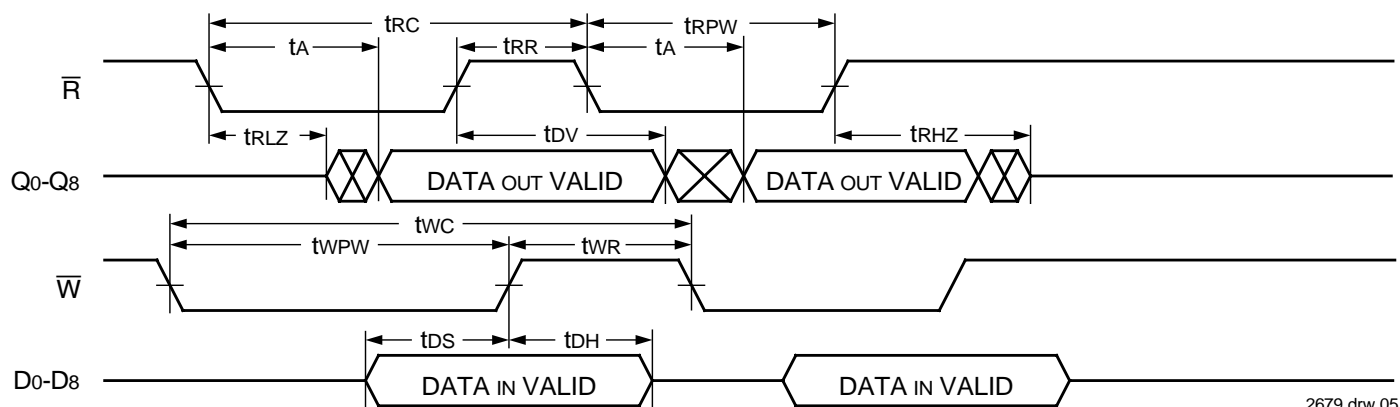 tRC tRPW
tA tRR tA
R̅
tRLZ tDV tRHZ
Q0-Q8 DATA OUT VALID DATA OUT VALID
tWC
tWPW tWR
W̅
tDS tDH
D0-D8 DATA IN VALID DATA IN VALID
2679 drw 05